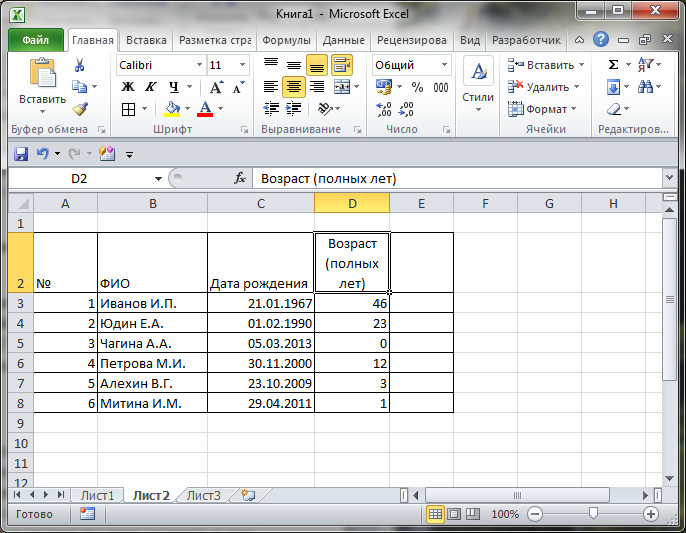 Книга1 - Microsoft Excel
Файл Главная Вставка Разметка стра Формулы Данные Рецензирова Вид Разработчик
Вставить
Calibri 11
Ж К Ч
Общий
% 000
Стили
Вставить
Удалить
Формат
Буфер обмена Шрифт Выравнивание Число Ячейки Редактиров...
D2 fx Возраст (полных лет)
A B C D E F G H
1
2 № ФИО Дата рождения Возраст
(полных
лет)
3 1 Иванов И.П. 21.01.1967 46
4 2 Юдин Е.А. 01.02.1990 23
5 3 Чагина А.А. 05.03.2013 0
6 4 Петрова М.И. 30.11.2000 12
7 5 Алехин В.Г. 23.10.2009 3
8 6 Митина И.М. 29.04.2011 1
9
10
11
12
Лист1 Лист2 Лист3
Готово 100%